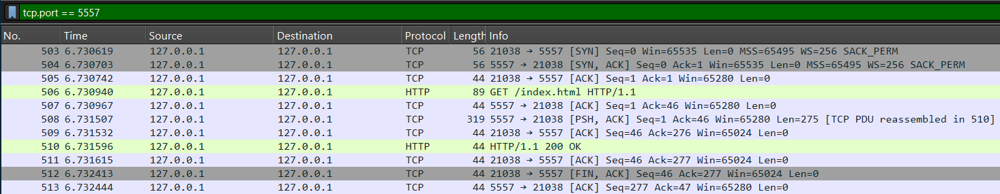 tcp.port == 5557
No. Time Source Destination Protocol Length Info
503 6.730619 127.0.0.1 127.0.0.1 TCP 56 21038 → 5557 [SYN] Seq=0 Win=65535 Len=0 MSS=65495 WS=256 SACK_PERM
504 6.730703 127.0.0.1 127.0.0.1 TCP 56 5557 → 21038 [SYN, ACK] Seq=0 Ack=1 Win=65535 Len=0 MSS=65495 WS=256 SACK_PERM
505 6.730742 127.0.0.1 127.0.0.1 TCP 44 21038 → 5557 [ACK] Seq=1 Ack=1 Win=65280 Len=0
506 6.730940 127.0.0.1 127.0.0.1 HTTP 89 GET /index.html HTTP/1.1
507 6.730967 127.0.0.1 127.0.0.1 TCP 44 5557 → 21038 [ACK] Seq=1 Ack=46 Win=65280 Len=0
508 6.731507 127.0.0.1 127.0.0.1 TCP 319 5557 → 21038 [PSH, ACK] Seq=1 Ack=46 Win=65280 Len=275 [TCP PDU reassembled in 510]
509 6.731532 127.0.0.1 127.0.0.1 TCP 44 21038 → 5557 [ACK] Seq=46 Ack=276 Win=65024 Len=0
510 6.731596 127.0.0.1 127.0.0.1 HTTP 44 HTTP/1.1 200 OK
511 6.731615 127.0.0.1 127.0.0.1 TCP 44 21038 → 5557 [ACK] Seq=46 Ack=277 Win=65024 Len=0
512 6.732413 127.0.0.1 127.0.0.1 TCP 44 21038 → 5557 [FIN, ACK] Seq=46 Ack=277 Win=65024 Len=0
513 6.732444 127.0.0.1 127.0.0.1 TCP 44 5557 → 21038 [ACK] Seq=277 Ack=47 Win=65280 Len=0